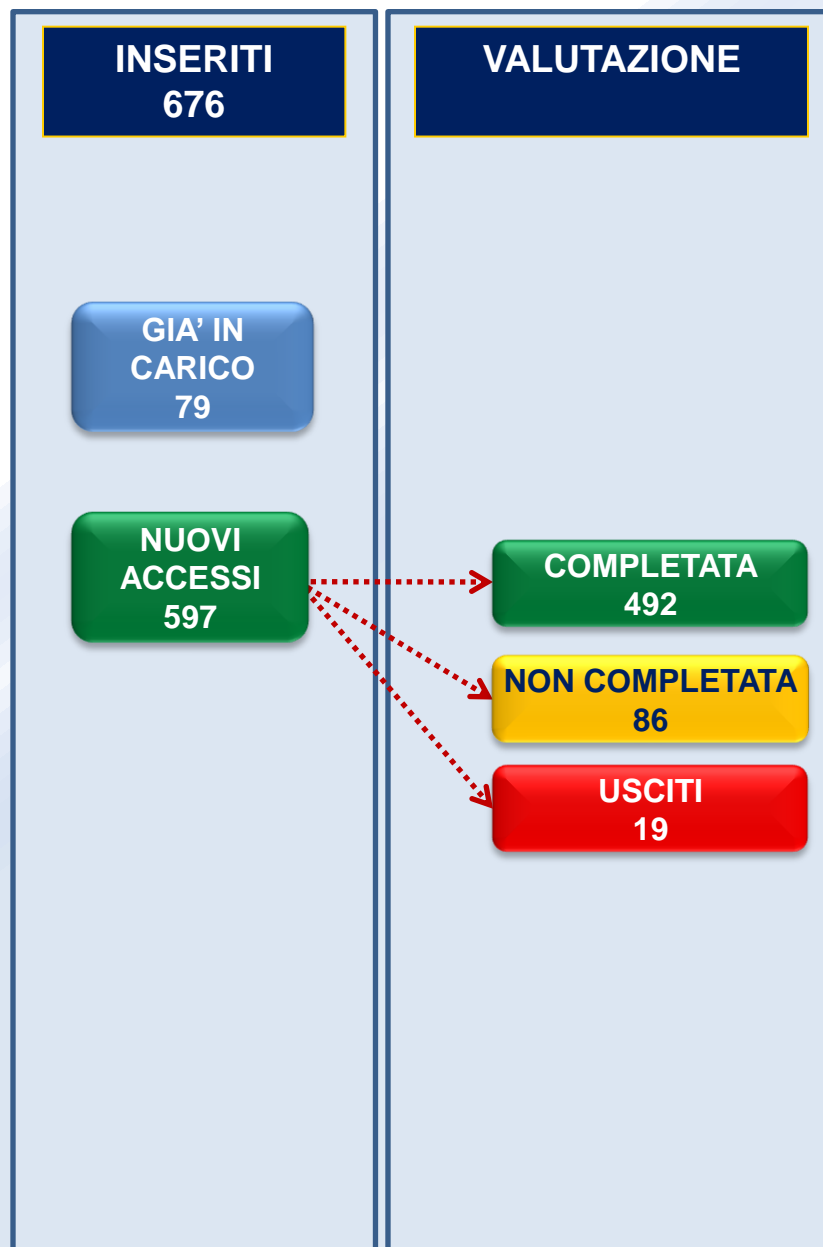 INSERITI
676
VALUTAZIONE
GIA’ IN
CARICO
79
NUOVI
ACCESSI
597
COMPLETATA
492
NON COMPLETATA
86
USCITI
19